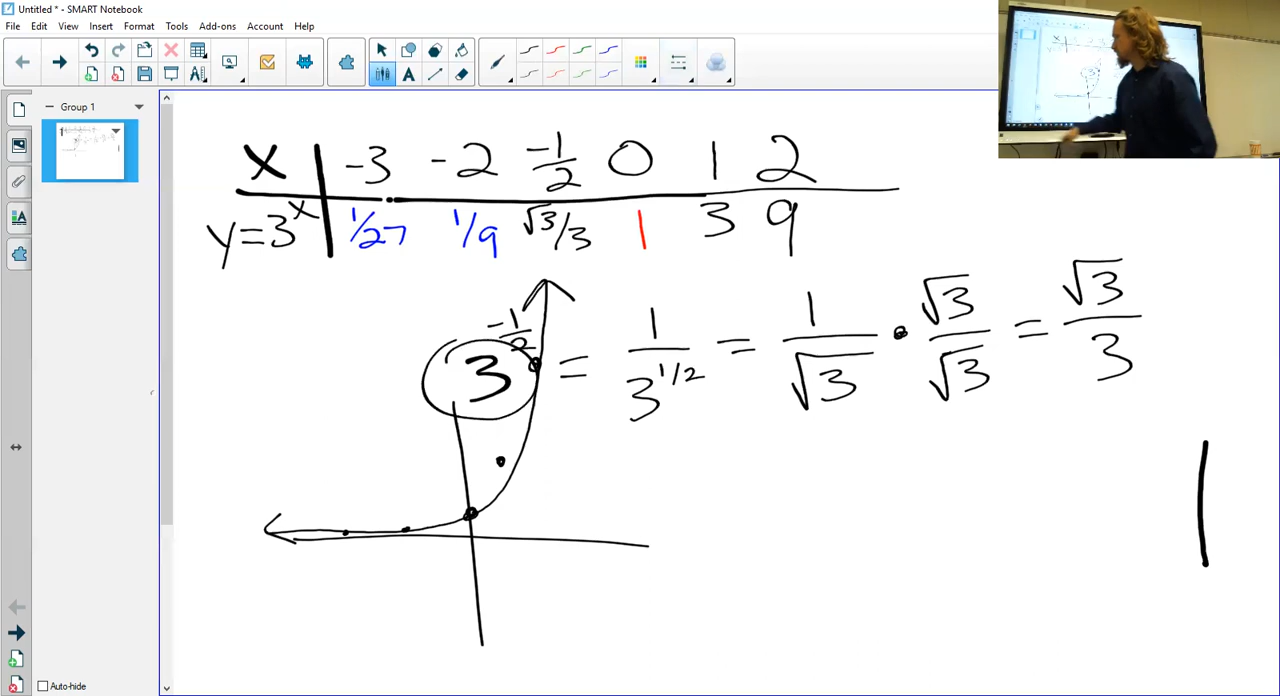 Untitled * - SMART Notebook
File Edit View Insert Format Tools Add-ons Account Help
Group 1
x | -3 -2 -1/2 0 1 2
y=3^x | 1/27 1/9 √3/3 1 3 9
3^(-1/2) = 1/3^(1/2) = 1/√3 • √3/√3 = √3/3
Auto-hide